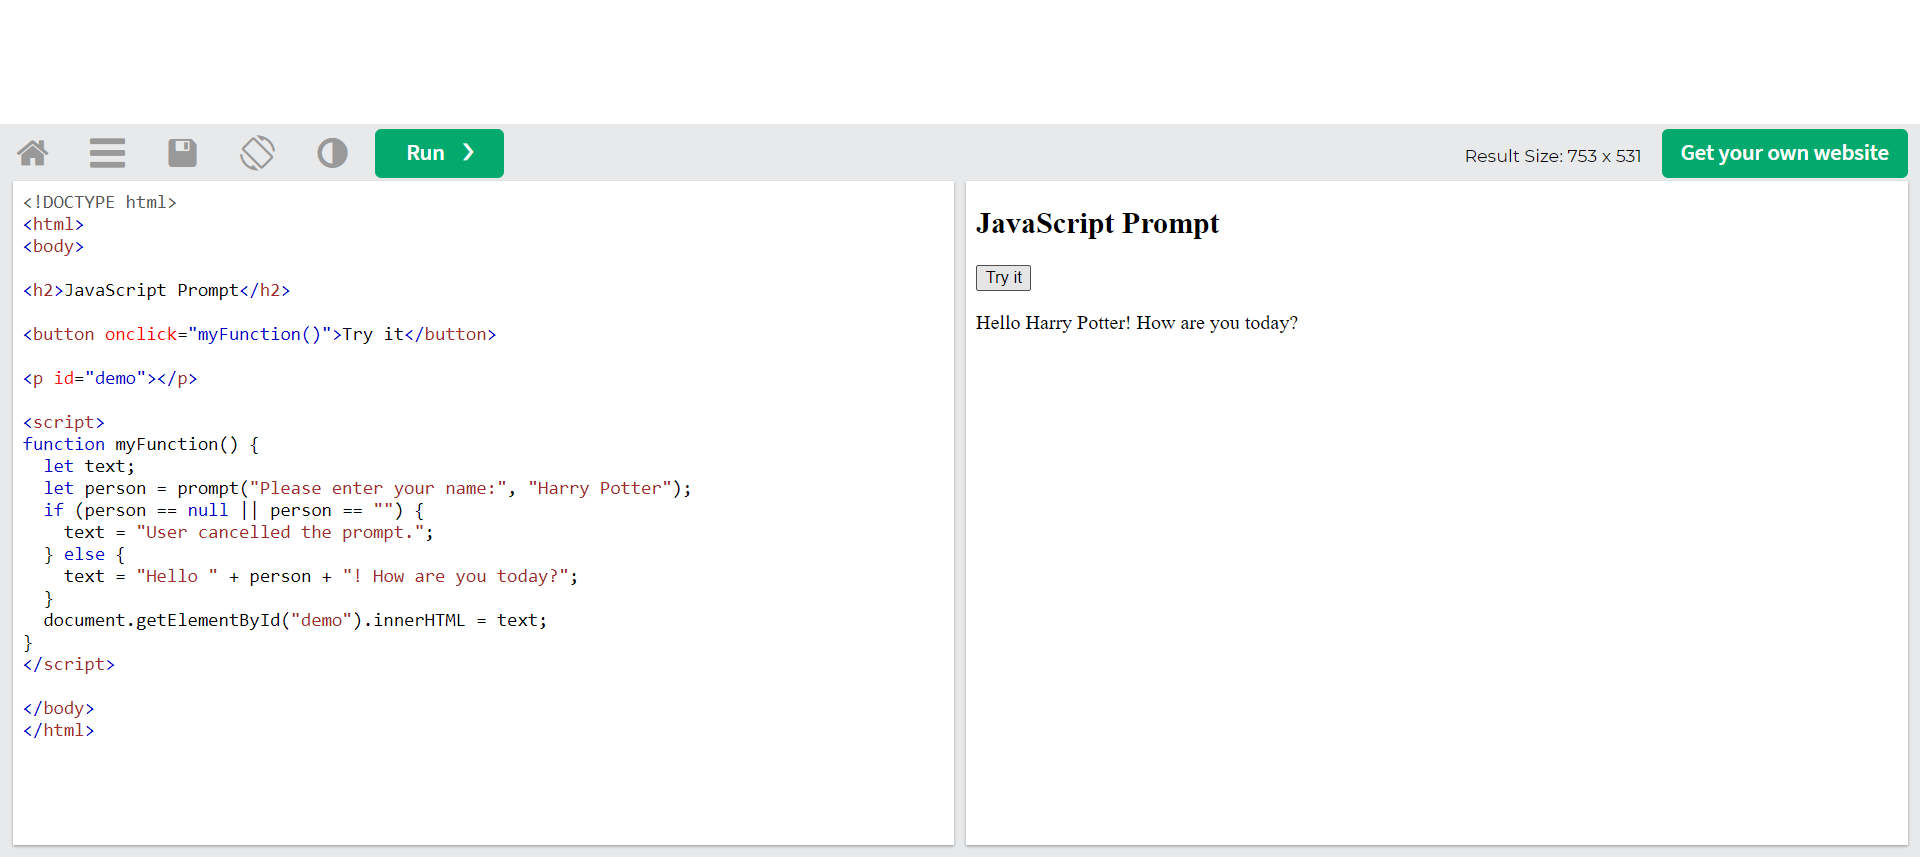 Run ❯
Result Size: 753 x 531
Get your own website
<!DOCTYPE html>
<html>
<body>
<h2>JavaScript Prompt</h2>
<button onclick="myFunction()">Try it</button>
<p id="demo"></p>
<script>
function myFunction() {
  let text;
  let person = prompt("Please enter your name:", "Harry Potter");
  if (person == null || person == "") {
    text = "User cancelled the prompt.";
  } else {
    text = "Hello " + person + "! How are you today?";
  }
  document.getElementById("demo").innerHTML = text;
}
</script>
</body>
</html>
JavaScript Prompt
Try it
Hello Harry Potter! How are you today?